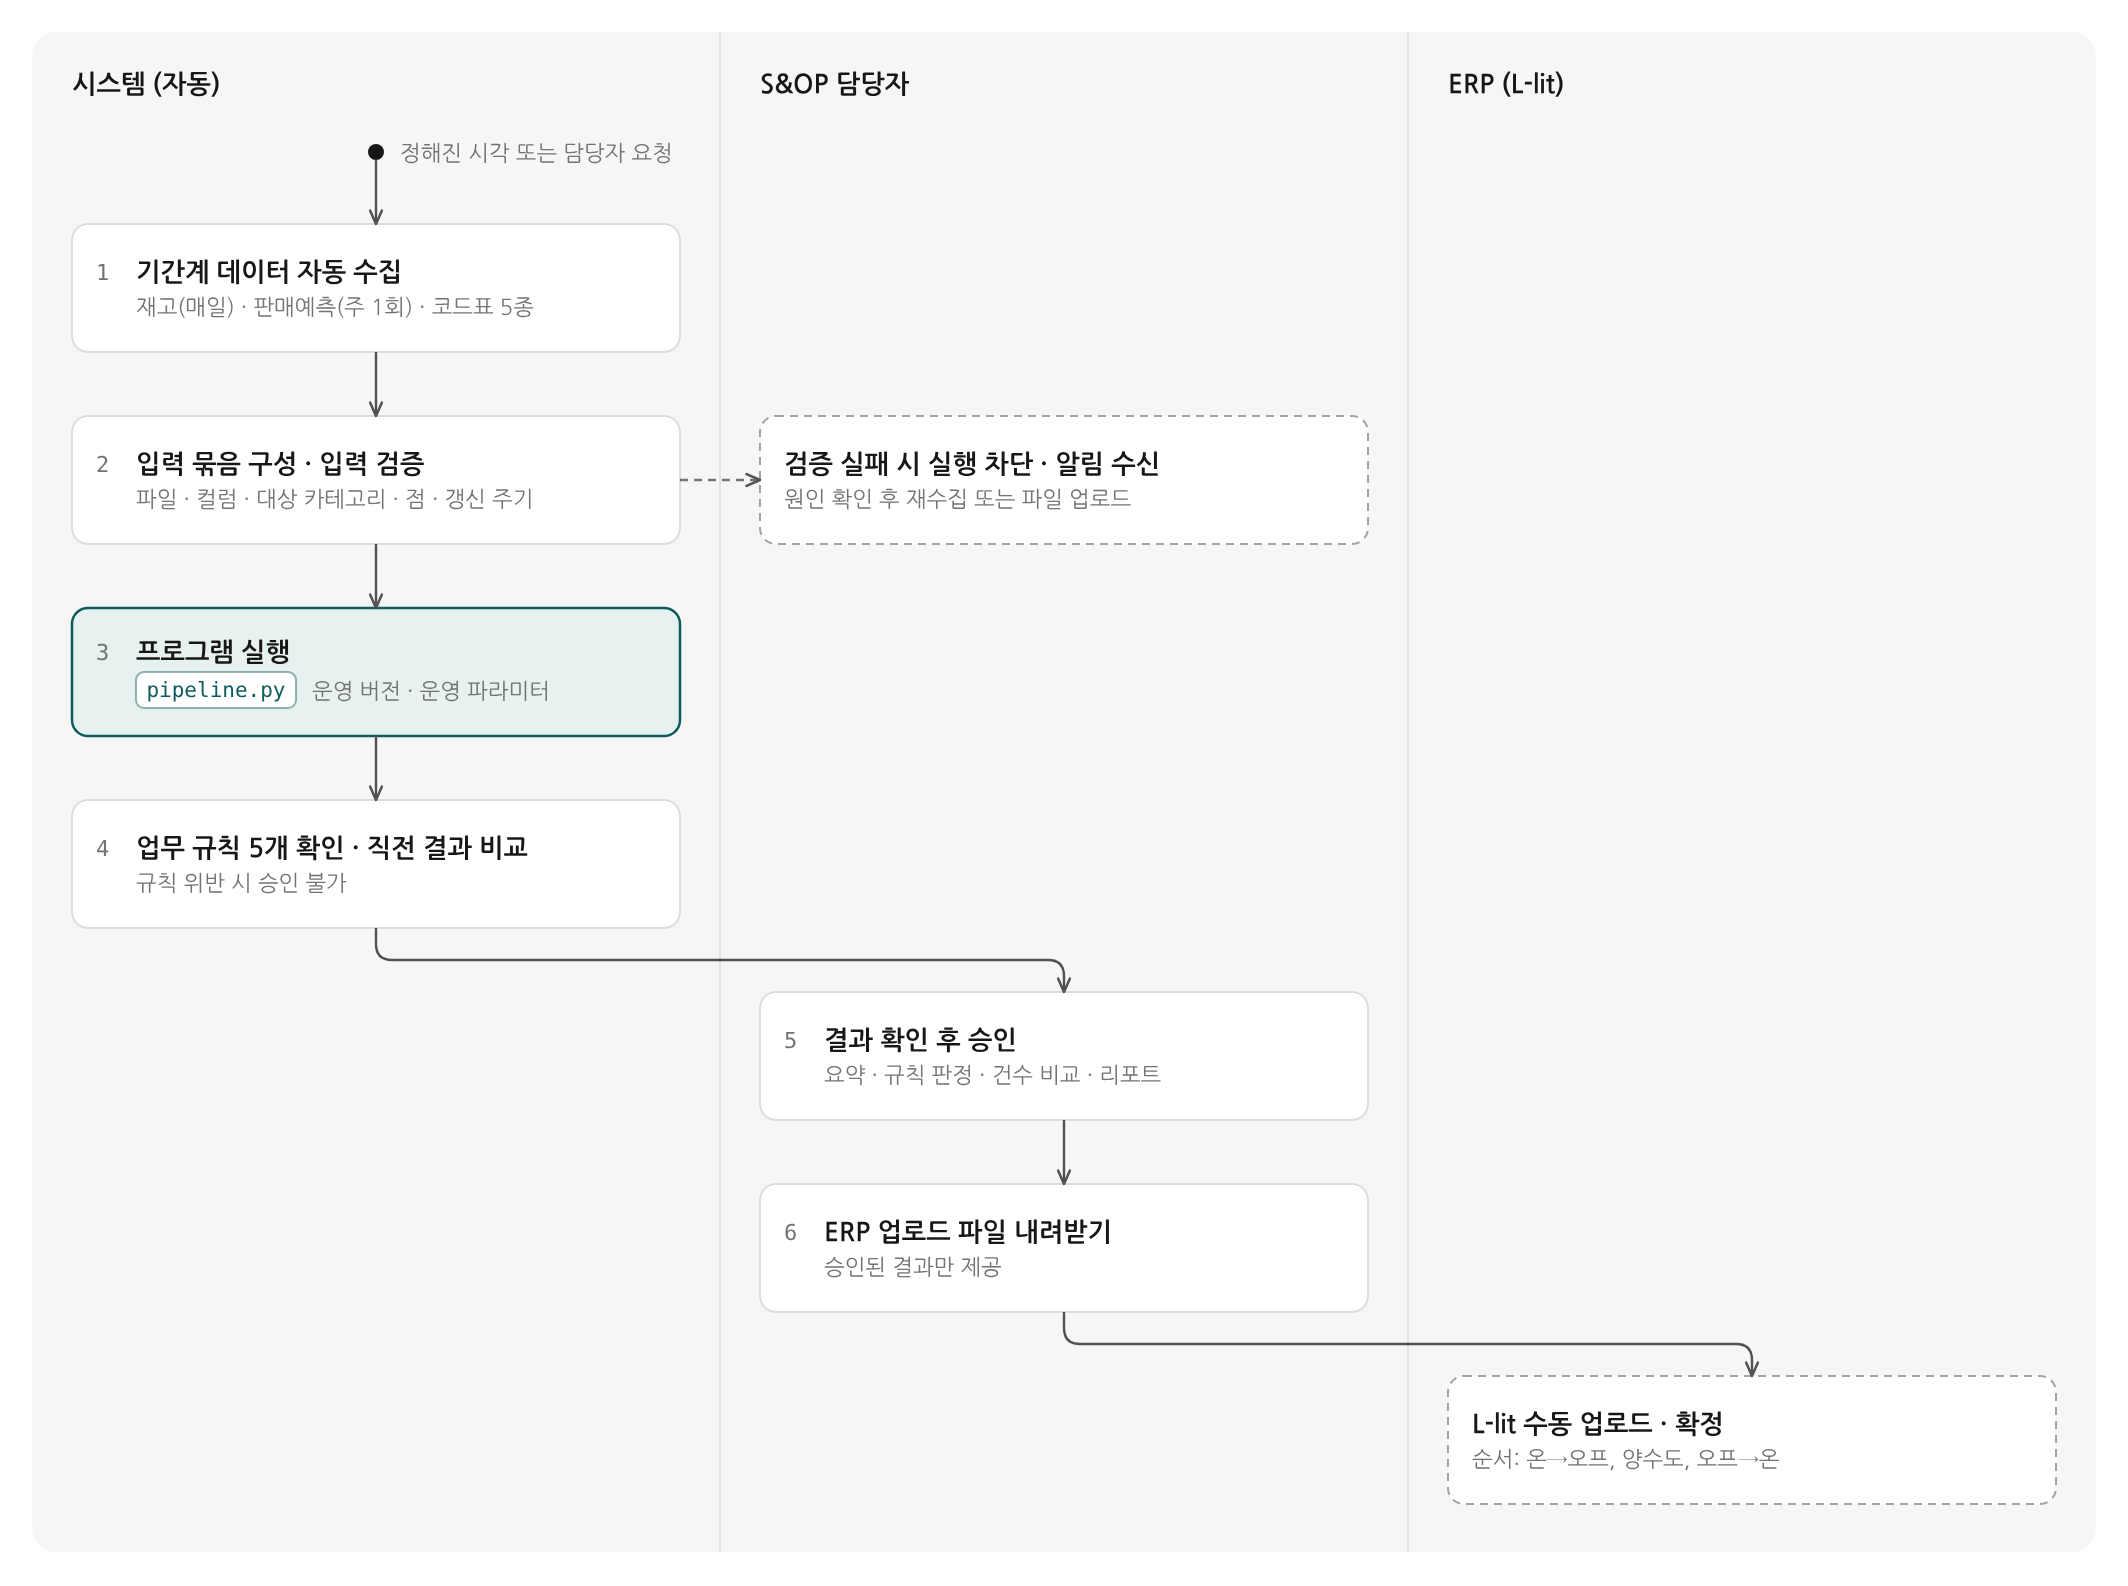 시스템 (자동)
S&OP 담당자
ERP (L-lit)
정해진 시각 또는 담당자 요청
1 기간계 데이터 자동 수집
재고(매일) · 판매예측(주 1회) · 코드표 5종
2 입력 묶음 구성 · 입력 검증
파일 · 컬럼 · 대상 카테고리 · 점 · 갱신 주기
검증 실패 시 실행 차단 · 알림 수신
원인 확인 후 재수집 또는 파일 업로드
3 프로그램 실행
pipeline.py 운영 버전 · 운영 파라미터
4 업무 규칙 5개 확인 · 직전 결과 비교
규칙 위반 시 승인 불가
5 결과 확인 후 승인
요약 · 규칙 판정 · 건수 비교 · 리포트
6 ERP 업로드 파일 내려받기
승인된 결과만 제공
L-lit 수동 업로드 · 확정
순서: 온→오프, 양수도, 오프→온